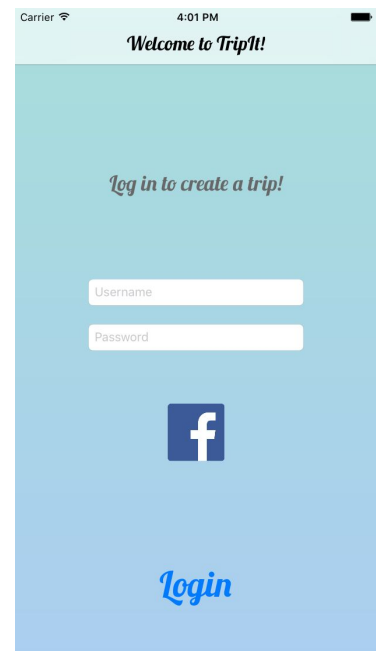 Carrier 4:01 PM
Welcome to TripIt!
Log in to create a trip!
Username
Password
f
Login